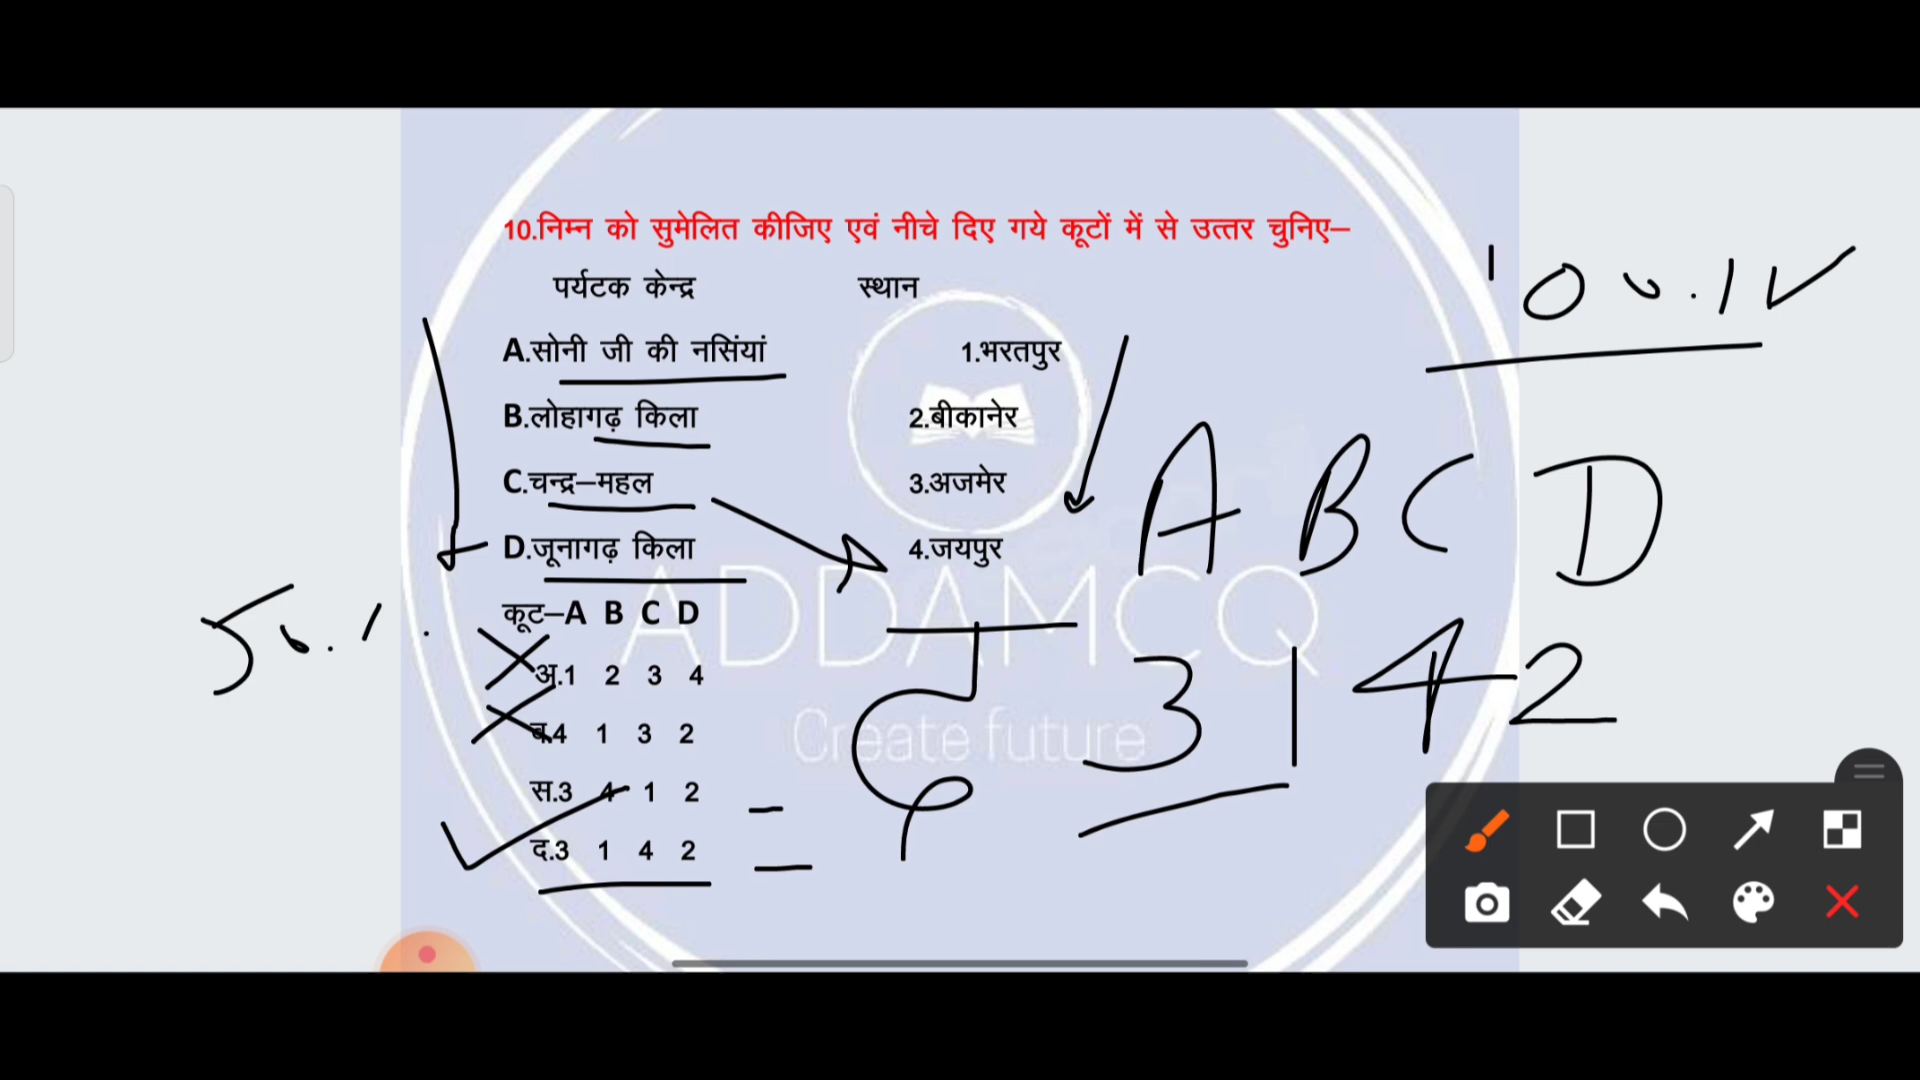 10.निम्न को सुमेलित कीजिए एवं नीचे दिए गये कूटों में से उत्तर चुनिए–
पर्यटक केन्द्र स्थान
A.सोनी जी की नसिंयां 1.भरतपुर
B.लोहागढ़ किला 2.बीकानेर
C.चन्द्र–महल 3.अजमेर
D.जूनागढ़ किला 4.जयपुर
कूट–A B C D
अ.1 2 3 4
ब.4 1 3 2
स.3 4 1 2
द.3 1 4 2
ADDAMCQ
Create future
A B C D
3 1 4 2
द